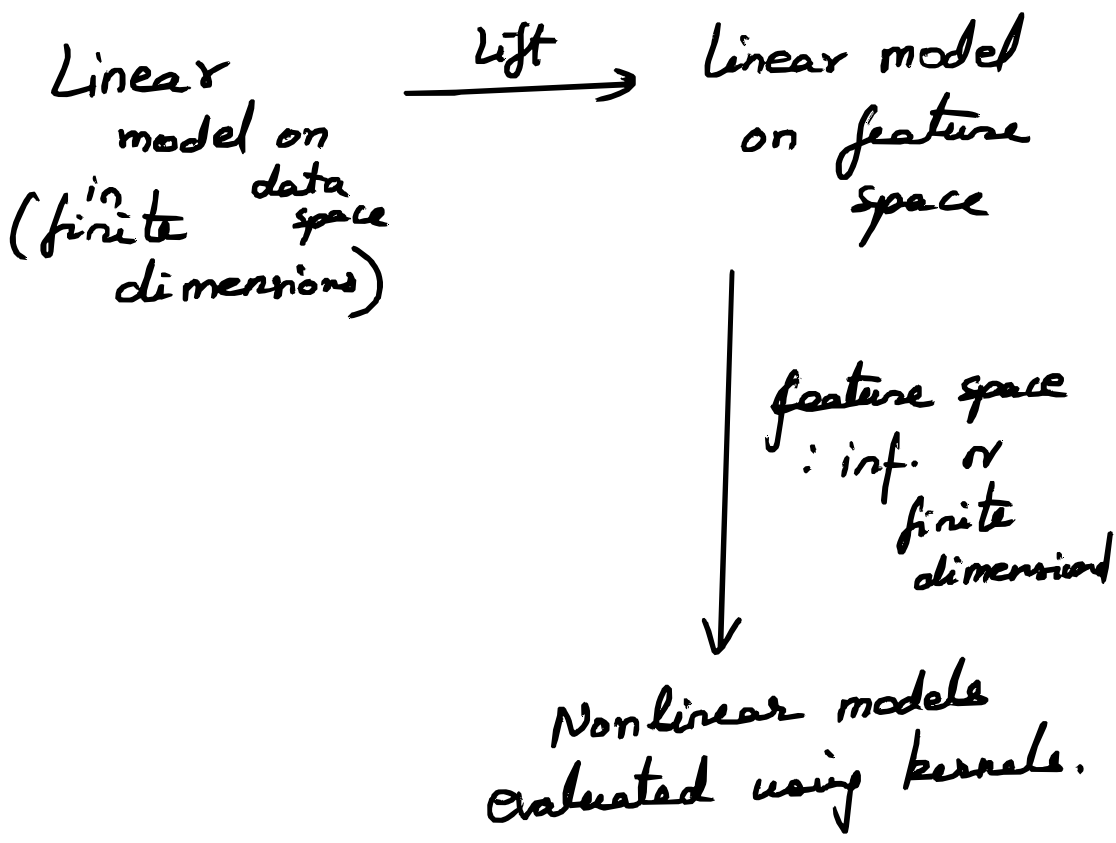 Linear
model on
data
space
(in finite
dimensions)
Lift
Linear model
on feature
space
feature space
: inf. or
finite
dimensional
Nonlinear models
evaluated using kernels.